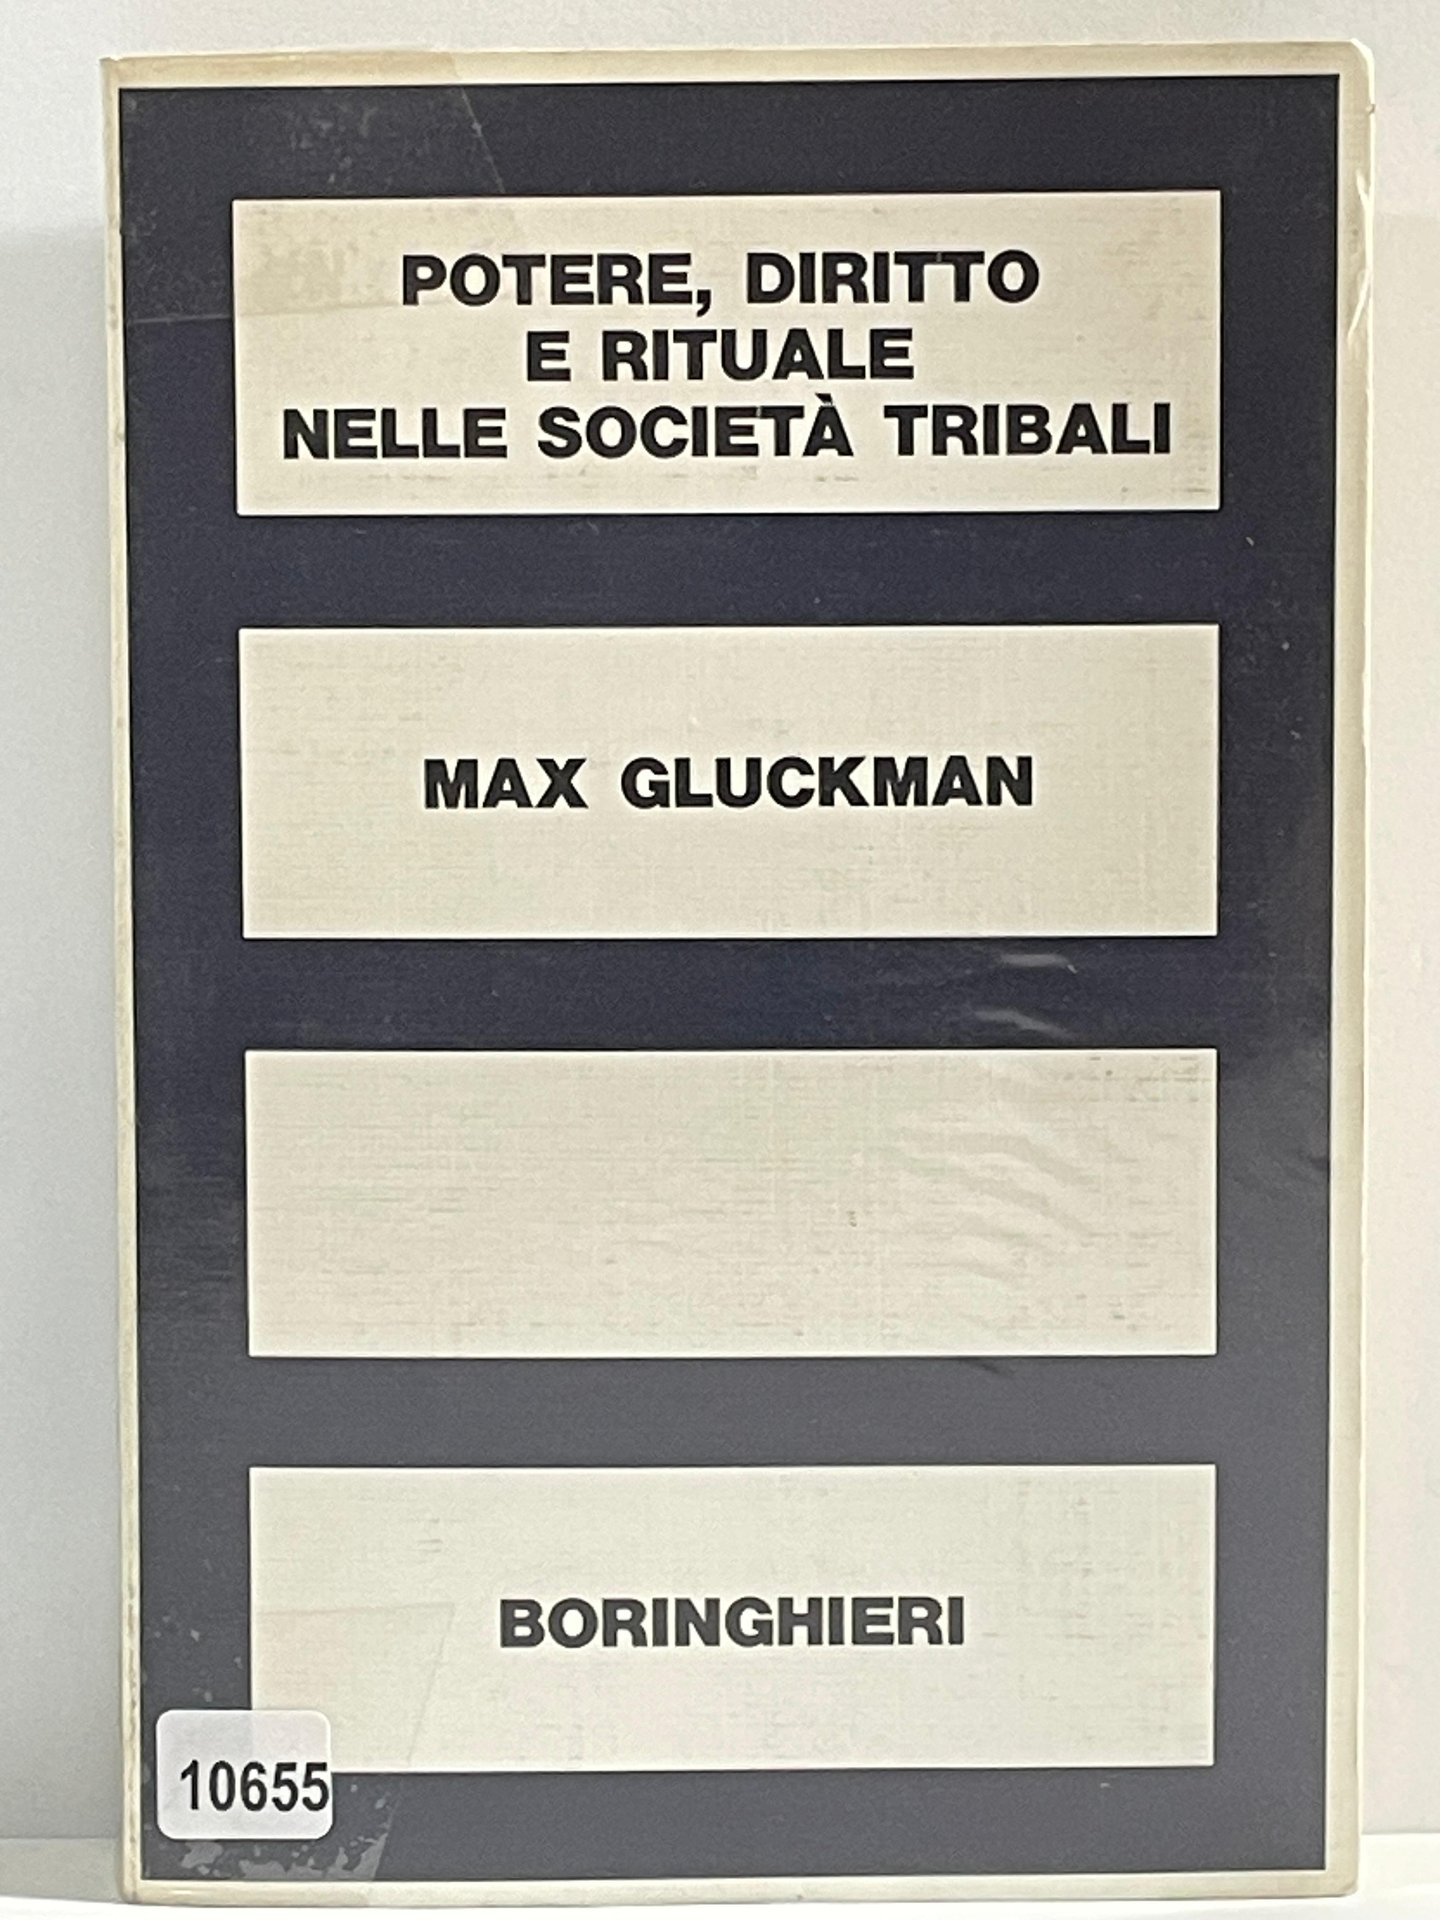 POTERE, DIRITTO
E RITUALE
NELLE SOCIETÀ TRIBALI
MAX GLUCKMAN
BORINGHIERI
10655